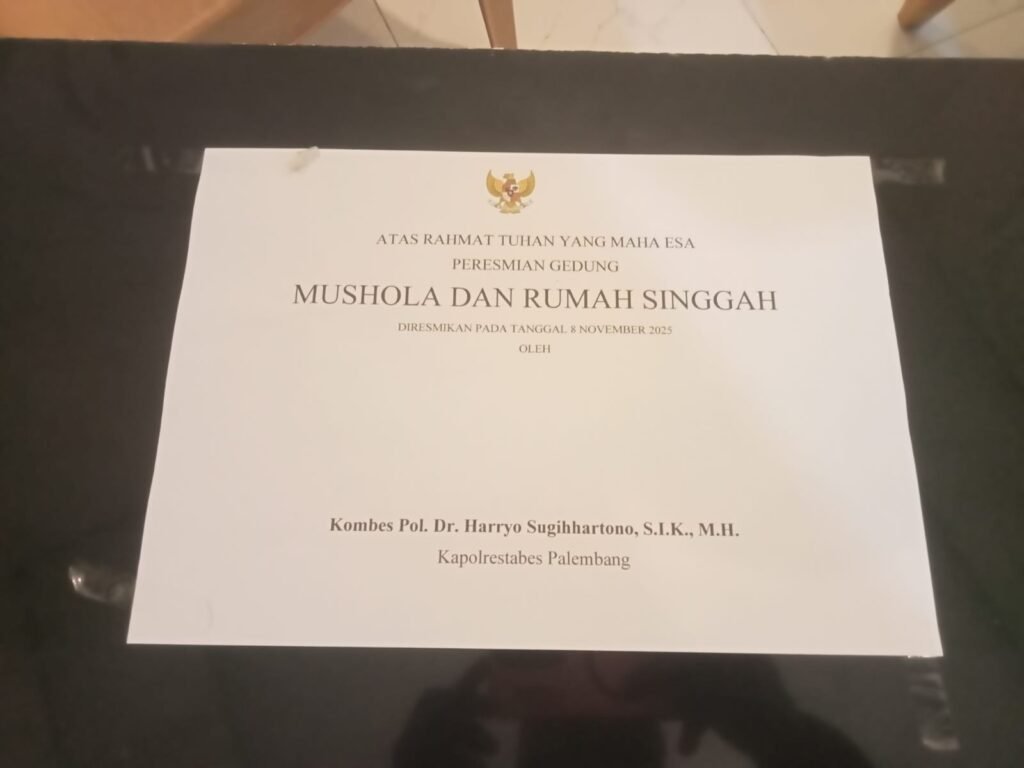 ATAS RAHMAT TUHAN YANG MAHA ESA
PERESMIAN GEDUNG
MUSHOLA DAN RUMAH SINGGAH
DIRESMIKAN PADA TANGGAL 8 NOVEMBER 2025
OLEH
Kombes Pol. Dr. Harryo Sugihhartono, S.I.K., M.H.
Kapolrestabes Palembang